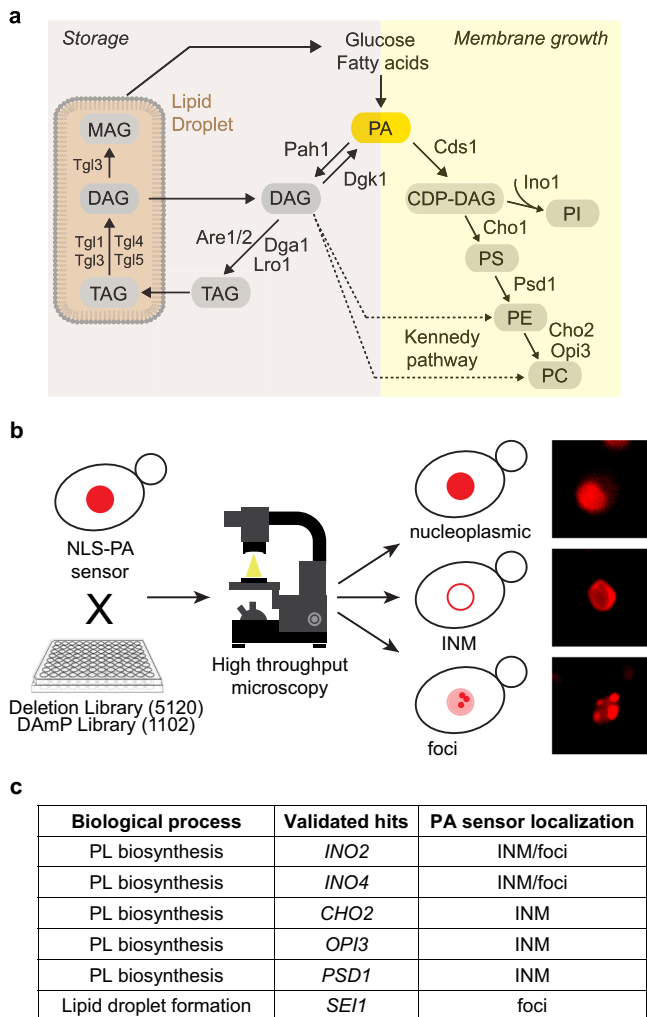 a
Storage
Membrane growth
Glucose
Fatty acids
Lipid
Droplet
MAG
PA
Tgl3
Pah1
Cds1
Dgk1
DAG
DAG
CDP-DAG
Ino1
PI
Are1/2
Dga1
Lro1
Cho1
Tgl1
Tgl4
Tgl3
Tgl5
PS
Psd1
TAG
TAG
PE
Cho2
Opi3
Kennedy
pathway
PC
b
NLS-PA
sensor
X
Deletion Library (5120)
DAmP Library (1102)
High throughput
microscopy
nucleoplasmic
INM
foci
c
Biological process Validated hits PA sensor localization
PL biosynthesis INO2 INM/foci
PL biosynthesis INO4 INM/foci
PL biosynthesis CHO2 INM
PL biosynthesis OPI3 INM
PL biosynthesis PSD1 INM
Lipid droplet formation SEI1 foci